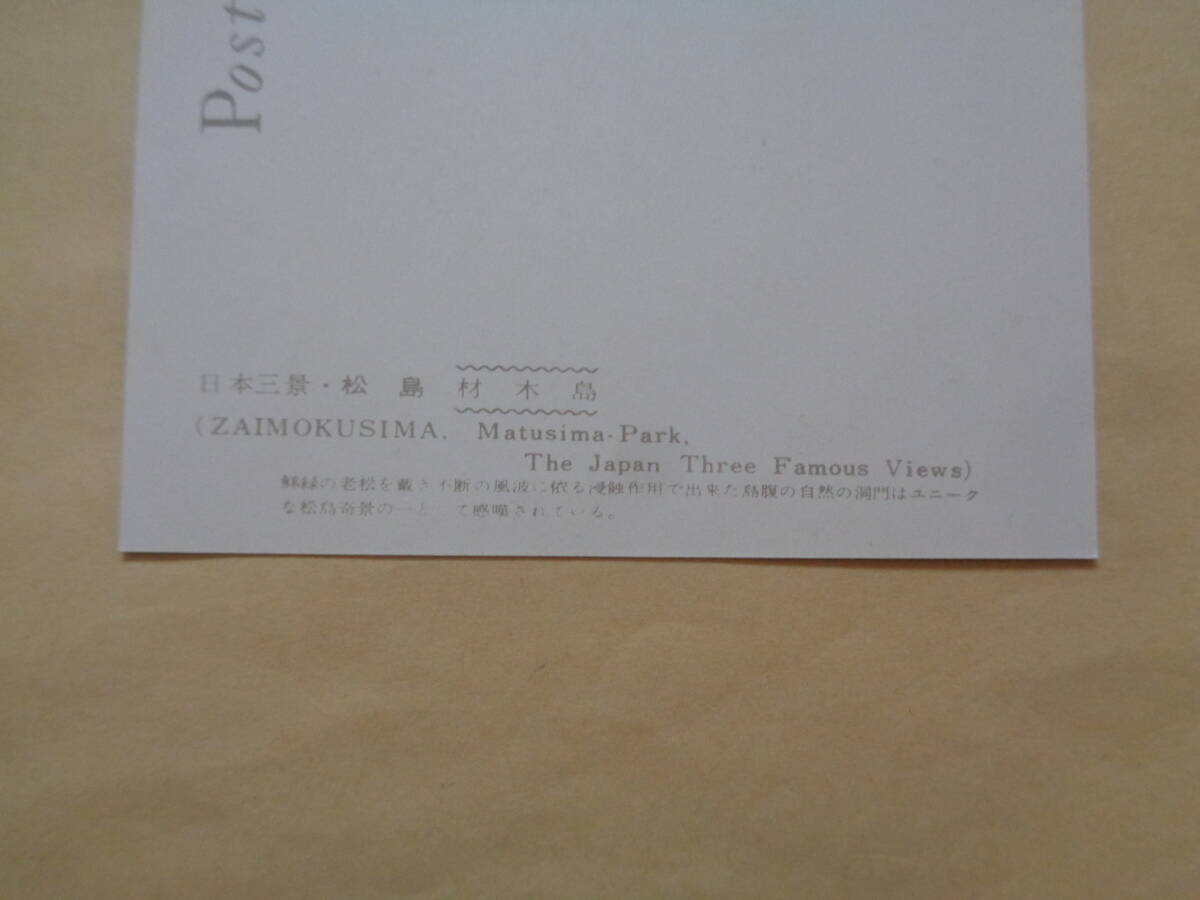 Post
日本三景・松島 材木島
(ZAIMOKUSIMA, Matusima-Park,
The Japan Three Famous Views)
鮮緑の老松を戴き不断の風波に依る浸蝕作用で出来た島腹の自然の洞門はユニーク
な松島奇景の一として感嘆されている。